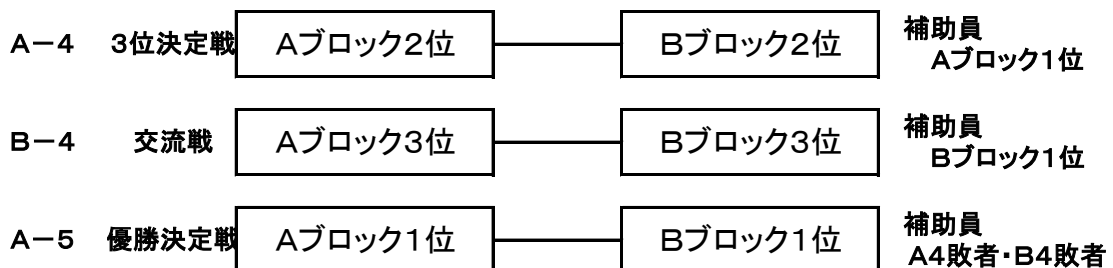 A－4 3位決定戦 Aブロック2位 Bブロック2位 補助員
Aブロック1位
B－4 交流戦 Aブロック3位 Bブロック3位 補助員
Bブロック1位
A－5 優勝決定戦 Aブロック1位 Bブロック1位 補助員
A4敗者・B4敗者